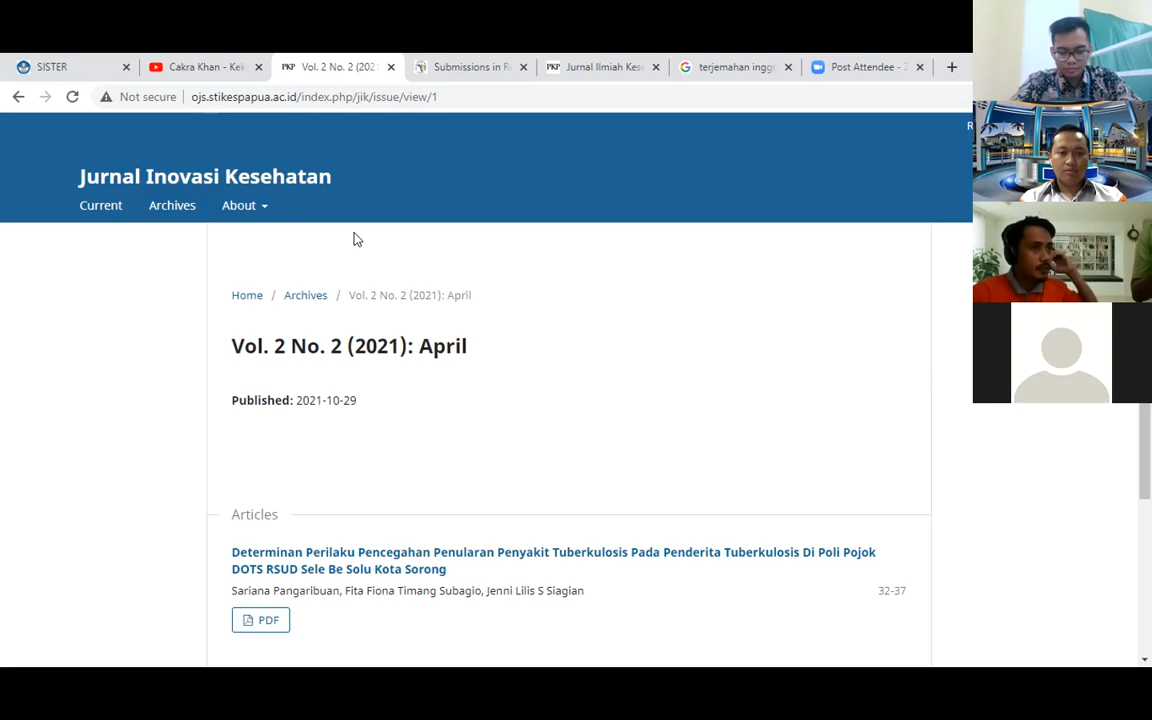 SISTER
Cakra Khan - Kek
Vol. 2 No. 2 (2021
Submissions in R
Jurnal Ilmiah Kese
terjemahan inggr
Post Attendee - Z
Not secure
ojs.stikespapua.ac.id/index.php/jik/issue/view/1
R
Jurnal Inovasi Kesehatan
Current Archives About
Home / Archives / Vol. 2 No. 2 (2021): April
Vol. 2 No. 2 (2021): April
Published: 2021-10-29
Articles
Determinan Perilaku Pencegahan Penularan Penyakit Tuberkulosis Pada Penderita Tuberkulosis Di Poli Pojok
DOTS RSUD Sele Be Solu Kota Sorong
Sariana Pangaribuan, Fita Fiona Timang Subagio, Jenni Lilis S Siagian 32-37
PDF